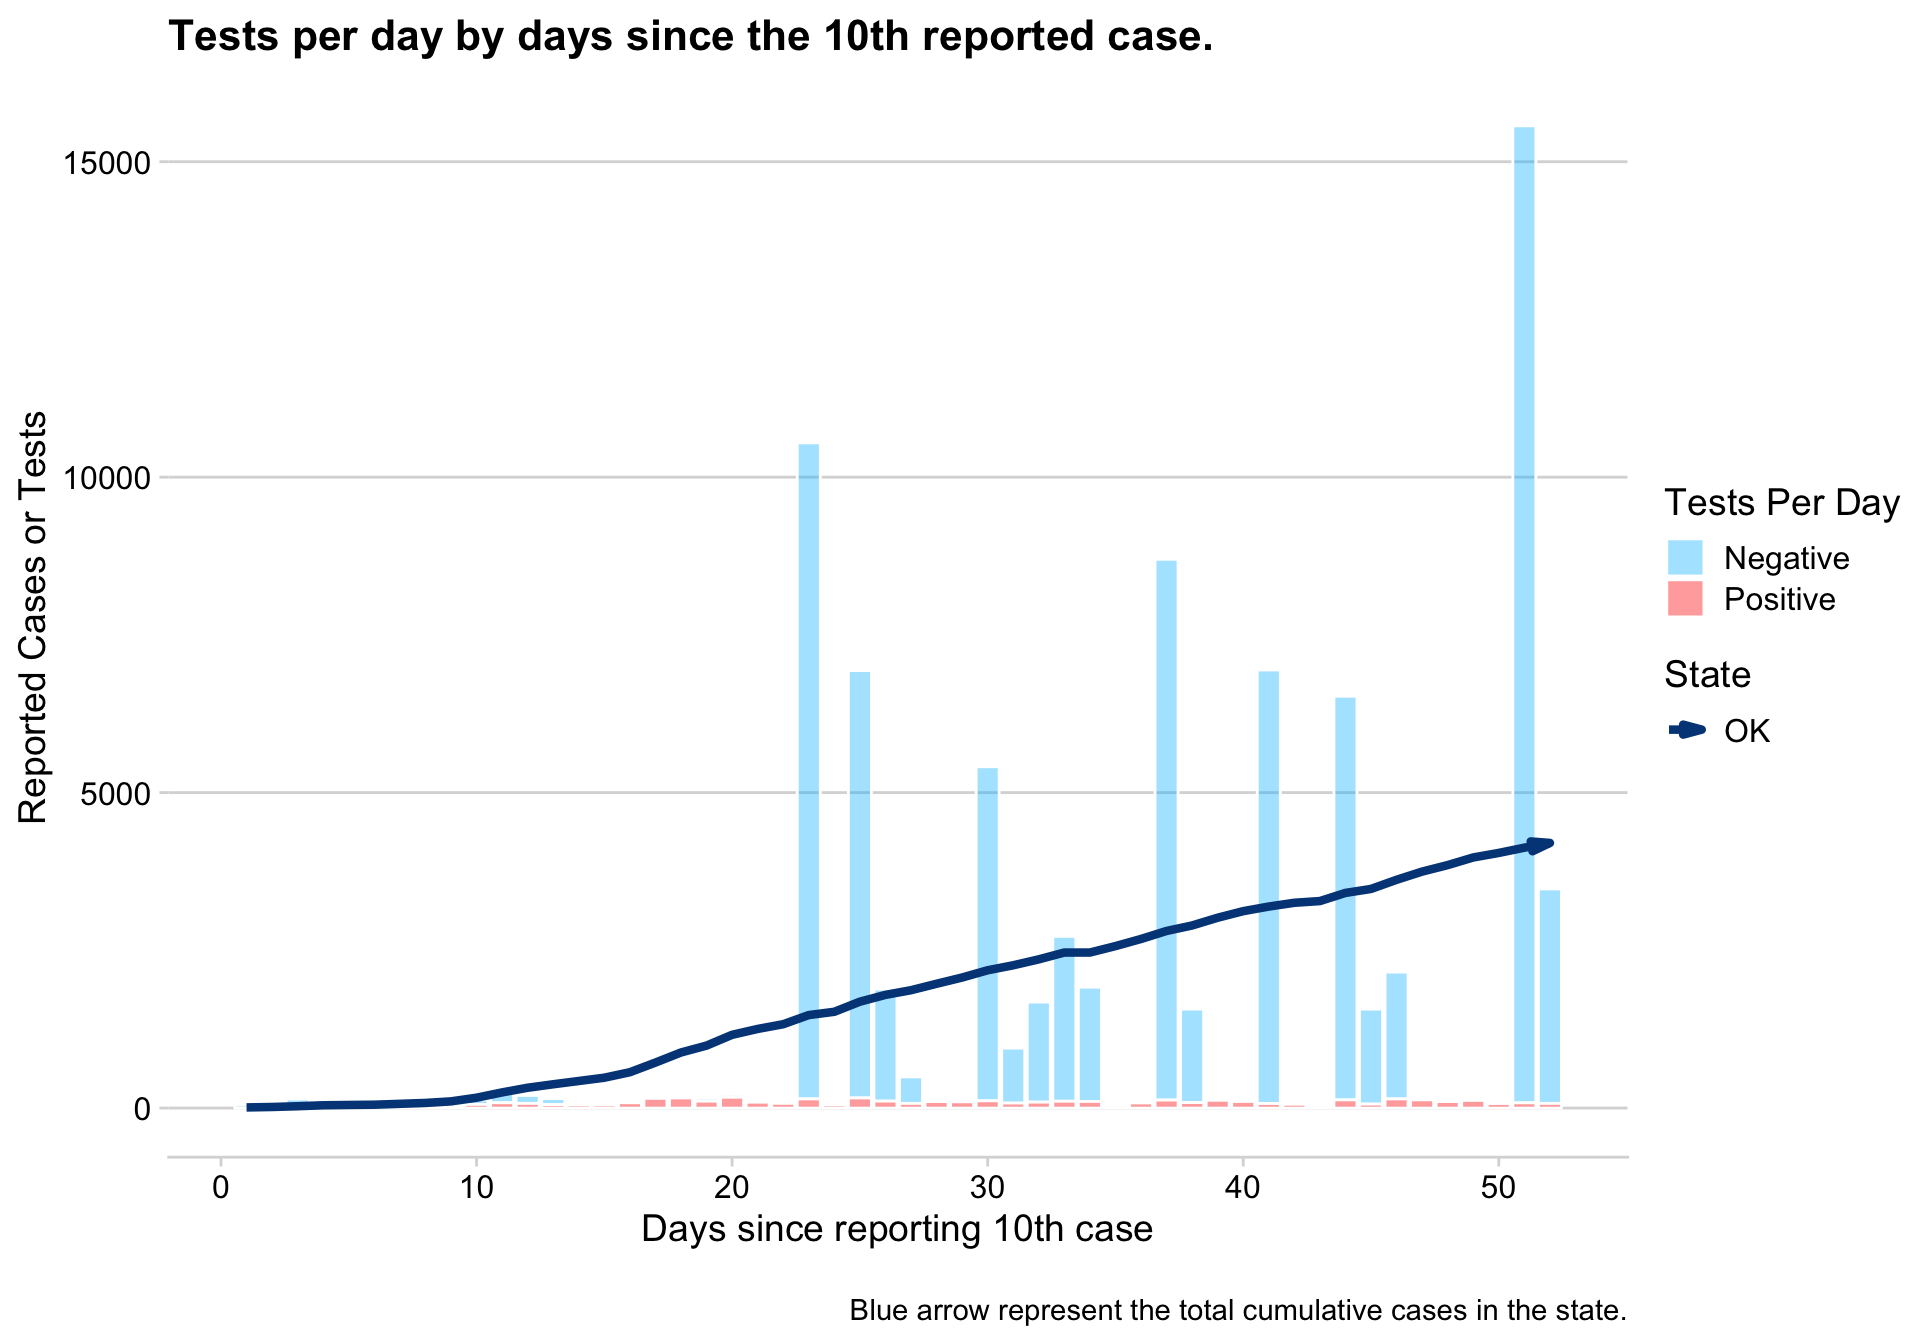 Tests per day by days since the 10th reported case.
15000
10000
5000
0
Reported Cases or Tests
0 10 20 30 40 50
Days since reporting 10th case
Tests Per Day
Negative
Positive
State
OK
Blue arrow represent the total cumulative cases in the state.